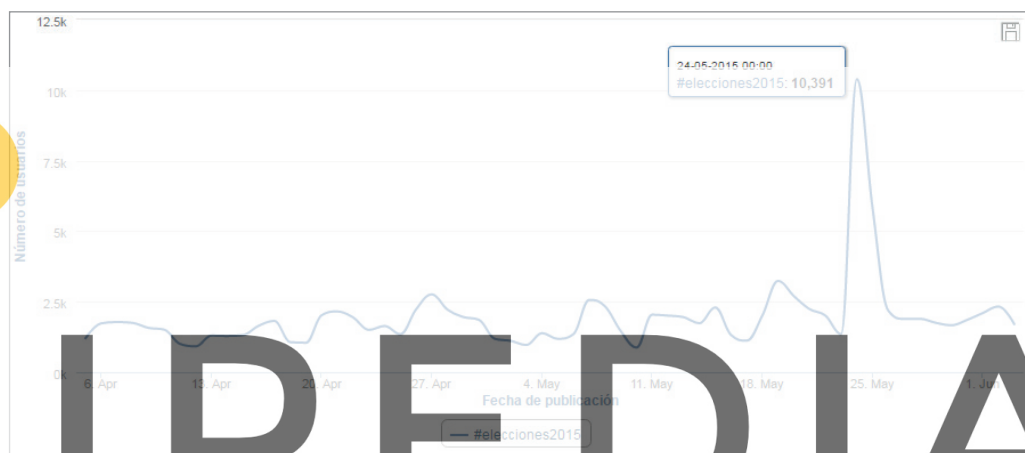 12.5k
24-05-2015 00:00
#elecciones2015: 10,391
10k
Número de usuarios
7.5k
5k
2.5k
0k
6. Apr
13. Apr
20. Apr
27. Apr
4. May
11. May
18. May
25. May
1. Jun
Fecha de publicación
#elecciones2015
IPEDIA